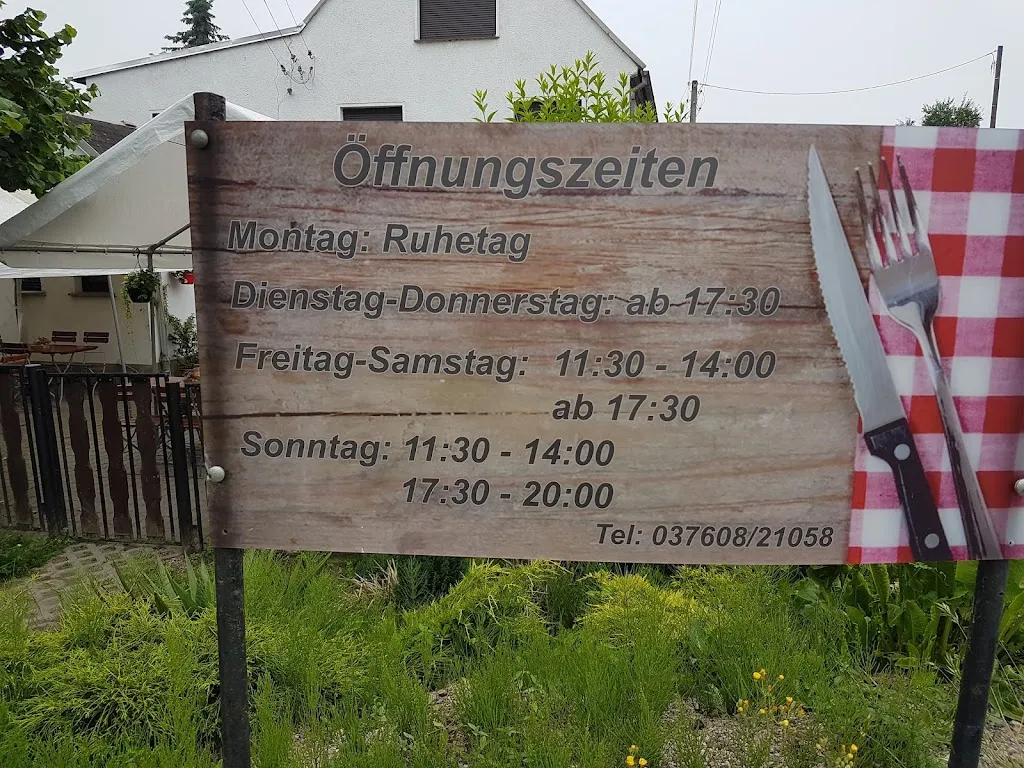 Öffnungszeiten
Montag: Ruhetag
Dienstag-Donnerstag: ab 17:30
Freitag-Samstag: 11:30 - 14:00
ab 17:30
Sonntag: 11:30 - 14:00
17:30 - 20:00
Tel: 037608/21058